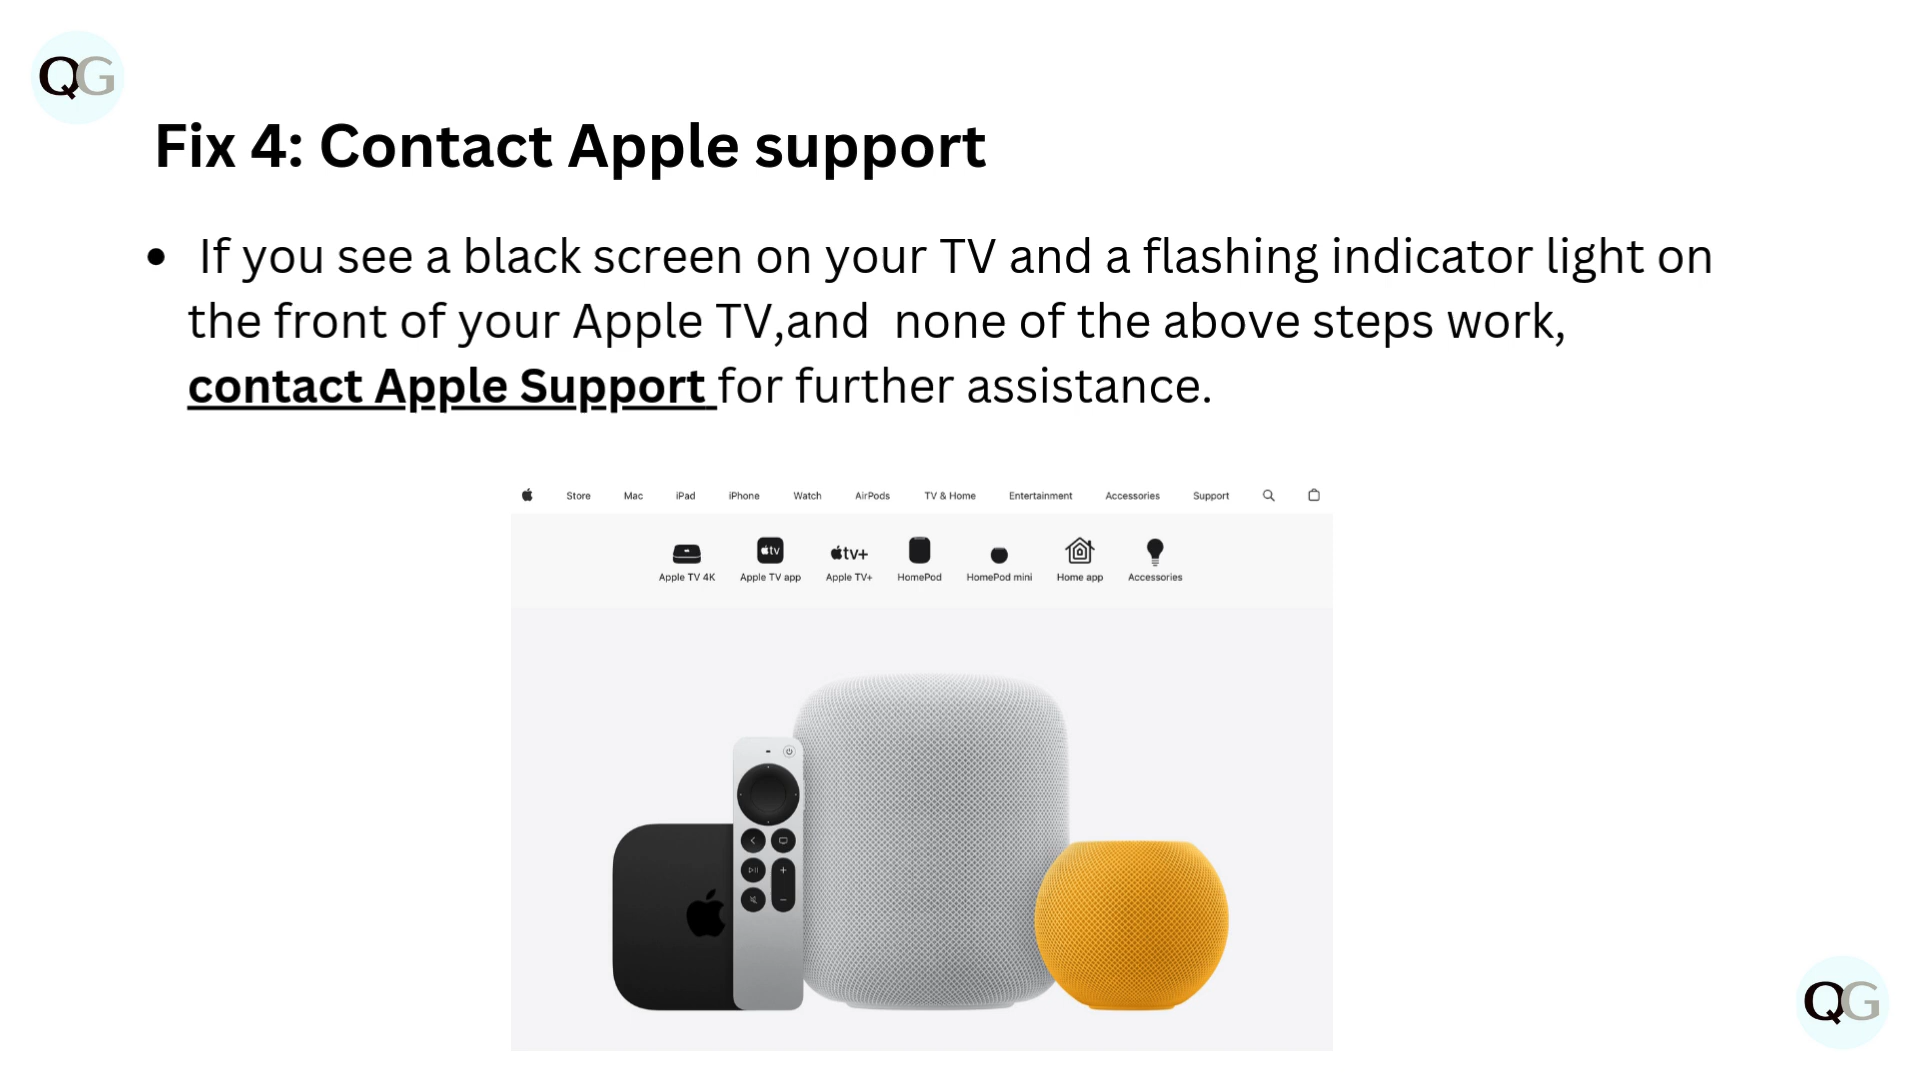 QG
Fix 4: Contact Apple support
• If you see a black screen on your TV and a flashing indicator light on
the front of your Apple TV,and  none of the above steps work,
contact Apple Support for further assistance.
Store Mac iPad iPhone Watch AirPods TV & Home Entertainment Accessories Support
tv tv+
Apple TV 4K Apple TV app Apple TV+ HomePod HomePod mini Home app Accessories
QG